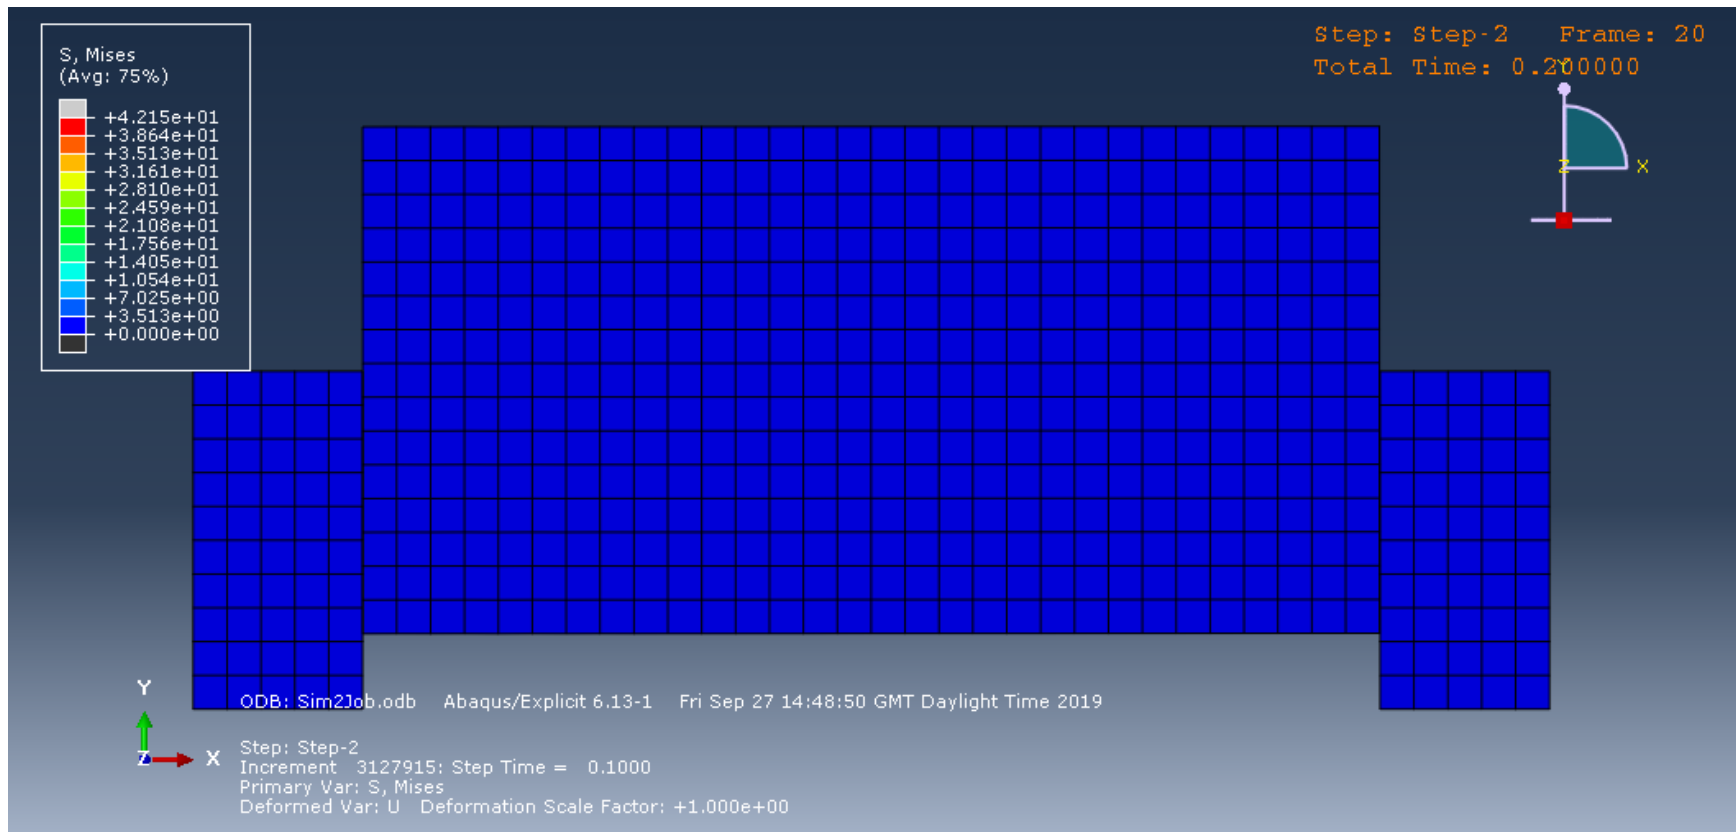 S, Mises
(Avg: 75%)
+4.215e+01
+3.864e+01
+3.513e+01
+3.161e+01
+2.810e+01
+2.459e+01
+2.108e+01
+1.756e+01
+1.405e+01
+1.054e+01
+7.025e+00
+3.513e+00
+0.000e+00
Step: Step-2 Frame: 20
Total Time: 0.200000
Y
Z X
Y
Z X
ODB: Sim2Job.odb Abaqus/Explicit 6.13-1 Fri Sep 27 14:48:50 GMT Daylight Time 2019
Step: Step-2
Increment 3127915: Step Time = 0.1000
Primary Var: S, Mises
Deformed Var: U Deformation Scale Factor: +1.000e+00